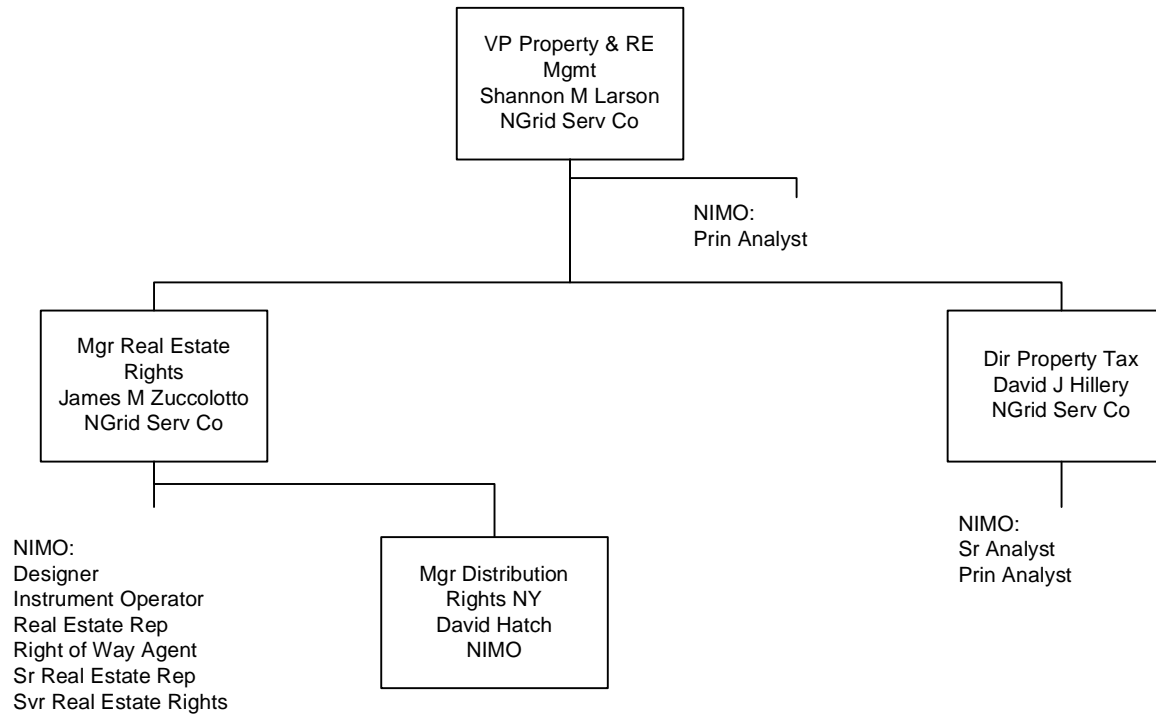 VP Property & RE
Mgmt
Shannon M Larson
NGrid Serv Co
NIMO:
Prin Analyst
Mgr Real Estate
Rights
James M Zuccolotto
NGrid Serv Co
Dir Property Tax
David J Hillery
NGrid Serv Co
NIMO:
Designer
Instrument Operator
Real Estate Rep
Right of Way Agent
Sr Real Estate Rep
Svr Real Estate Rights
Mgr Distribution
Rights NY
David Hatch
NIMO
NIMO:
Sr Analyst
Prin Analyst